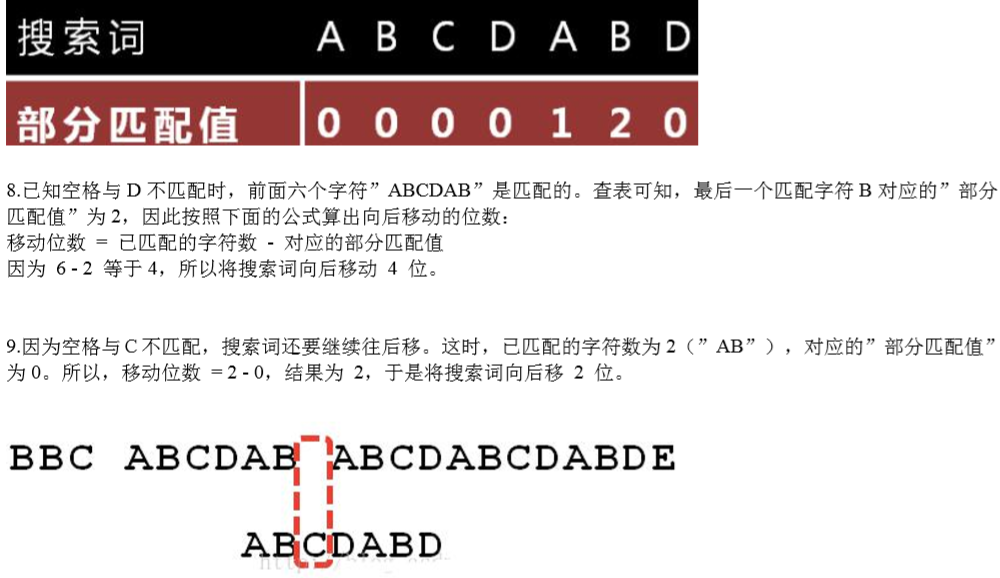 搜索词 A B C D A B D
部分匹配值 0 0 0 0 1 2 0
8.已知空格与 D 不匹配时，前面六个字符”ABCDAB”是匹配的。查表可知，最后一个匹配字符 B 对应的”部分
匹配值”为 2，因此按照下面的公式算出向后移动的位数：
移动位数 = 已匹配的字符数 - 对应的部分匹配值
因为 6 - 2 等于 4，所以将搜索词向后移动 4 位。
9.因为空格与Ｃ不匹配，搜索词还要继续往后移。这时，已匹配的字符数为 2（”AB”），对应的”部分匹配值”
为 0。所以，移动位数 = 2 - 0，结果为 2，于是将搜索词向后移 2 位。
BBC ABCDAB ABCDABCDABDE
ABCDABD